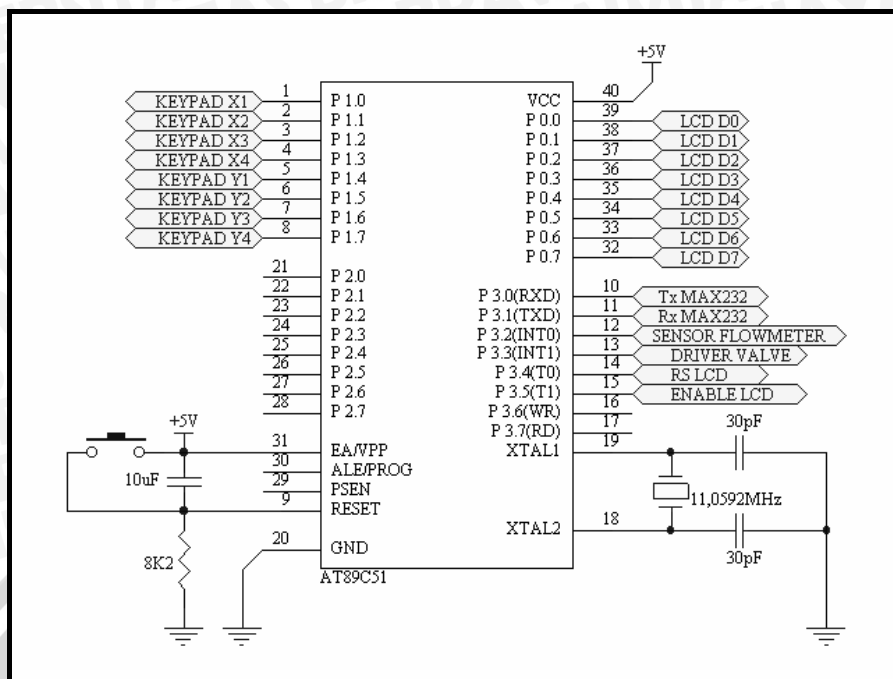 +5V
KEYPAD X1 1 P 1.0 VCC 40
KEYPAD X2 2 P 1.1 P 0.0 39 LCD D0
KEYPAD X3 3 P 1.2 P 0.1 38 LCD D1
KEYPAD X4 4 P 1.3 P 0.2 37 LCD D2
KEYPAD Y1 5 P 1.4 P 0.3 36 LCD D3
KEYPAD Y2 6 P 1.5 P 0.4 35 LCD D4
KEYPAD Y3 7 P 1.6 P 0.5 34 LCD D5
KEYPAD Y4 8 P 1.7 P 0.6 33 LCD D6
P 0.7 32 LCD D7
21 P 2.0
22 P 2.1 P 3.0(RXD) 10 Tx MAX232
23 P 2.2 P 3.1(TXD) 11 Rx MAX232
24 P 2.3 P 3.2(INT0) 12 SENSOR FLOWMETER
25 P 2.4 P 3.3(INT1) 13 DRIVER VALVE
26 P 2.5 P 3.4(T0) 14 RS LCD
27 P 2.6 P 3.5(T1) 15 ENABLE LCD
28 P 2.7 P 3.6(WR) 16
+5V P 3.7(RD) 17 30pF
31 EA/VPP XTAL1 19
30 ALE/PROG
10uF 29 PSEN
9 RESET 11,0592MHz
XTAL2 18
20 GND
8K2 30pF
AT89C51